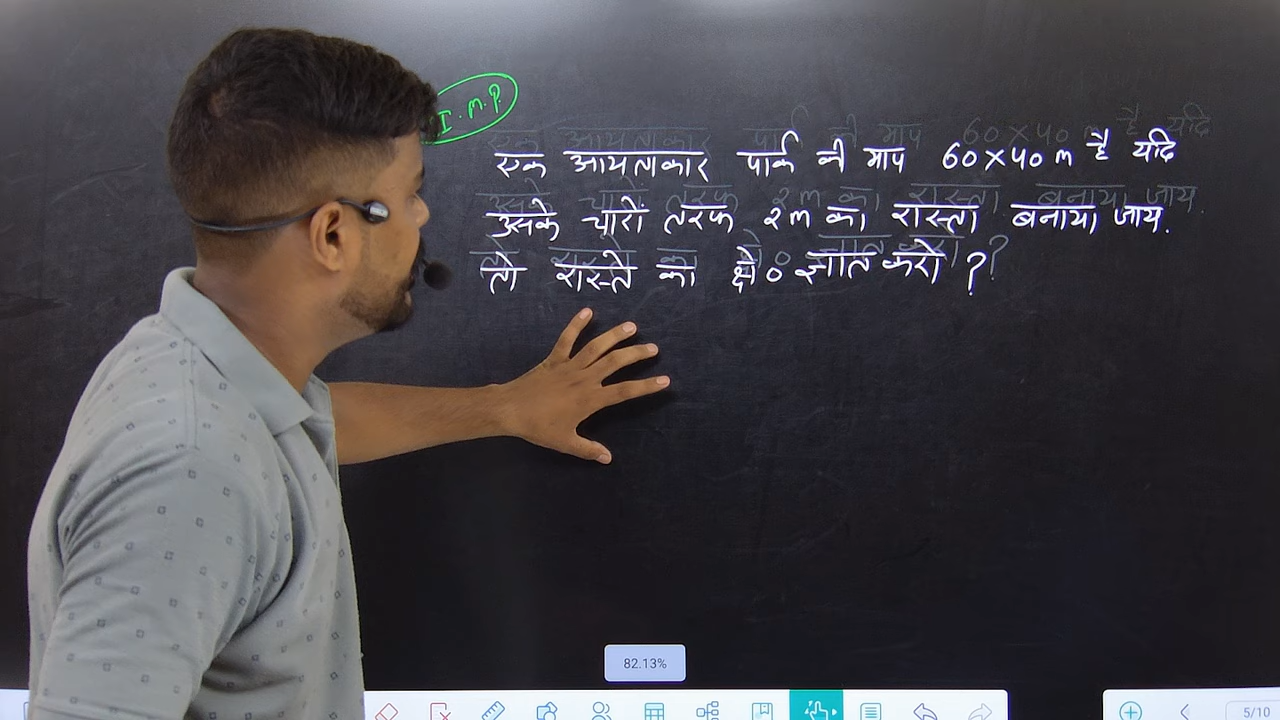 I.M.P.
एक आयताकार पार्क की माप 60×40 m है यदि
उसके चारों तरफ 2m का रास्ता बनाया जाय.
तो रास्ते का क्षे० ज्ञात करो ?
82.13%
5/10